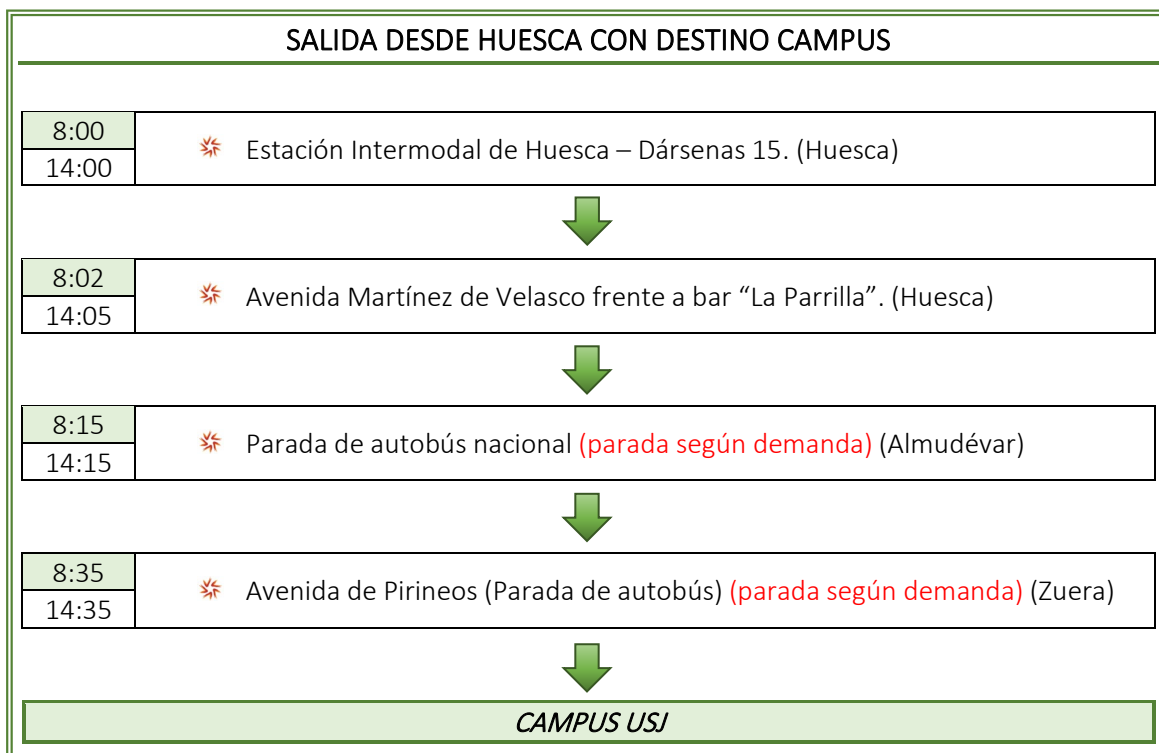 SALIDA DESDE HUESCA CON DESTINO CAMPUS
8:00
14:00
Estación Intermodal de Huesca – Dársenas 15. (Huesca)
8:02
14:05
Avenida Martínez de Velasco frente a bar “La Parrilla”. (Huesca)
8:15
14:15
Parada de autobús nacional (parada según demanda) (Almudévar)
8:35
14:35
Avenida de Pirineos (Parada de autobús) (parada según demanda) (Zuera)
CAMPUS USJ